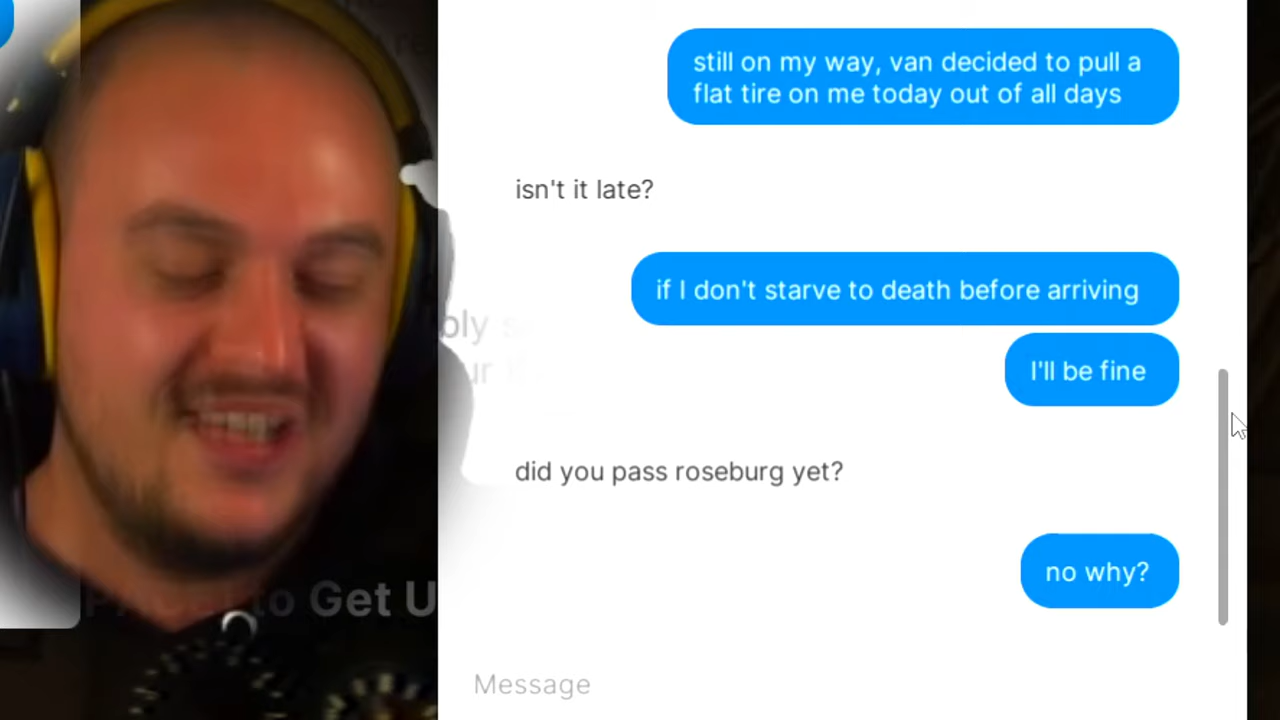 still on my way, van decided to pull a
flat tire on me today out of all days
isn't it late?
if I don't starve to death before arriving
I'll be fine
did you pass roseburg yet?
no why?
to Get U
Message